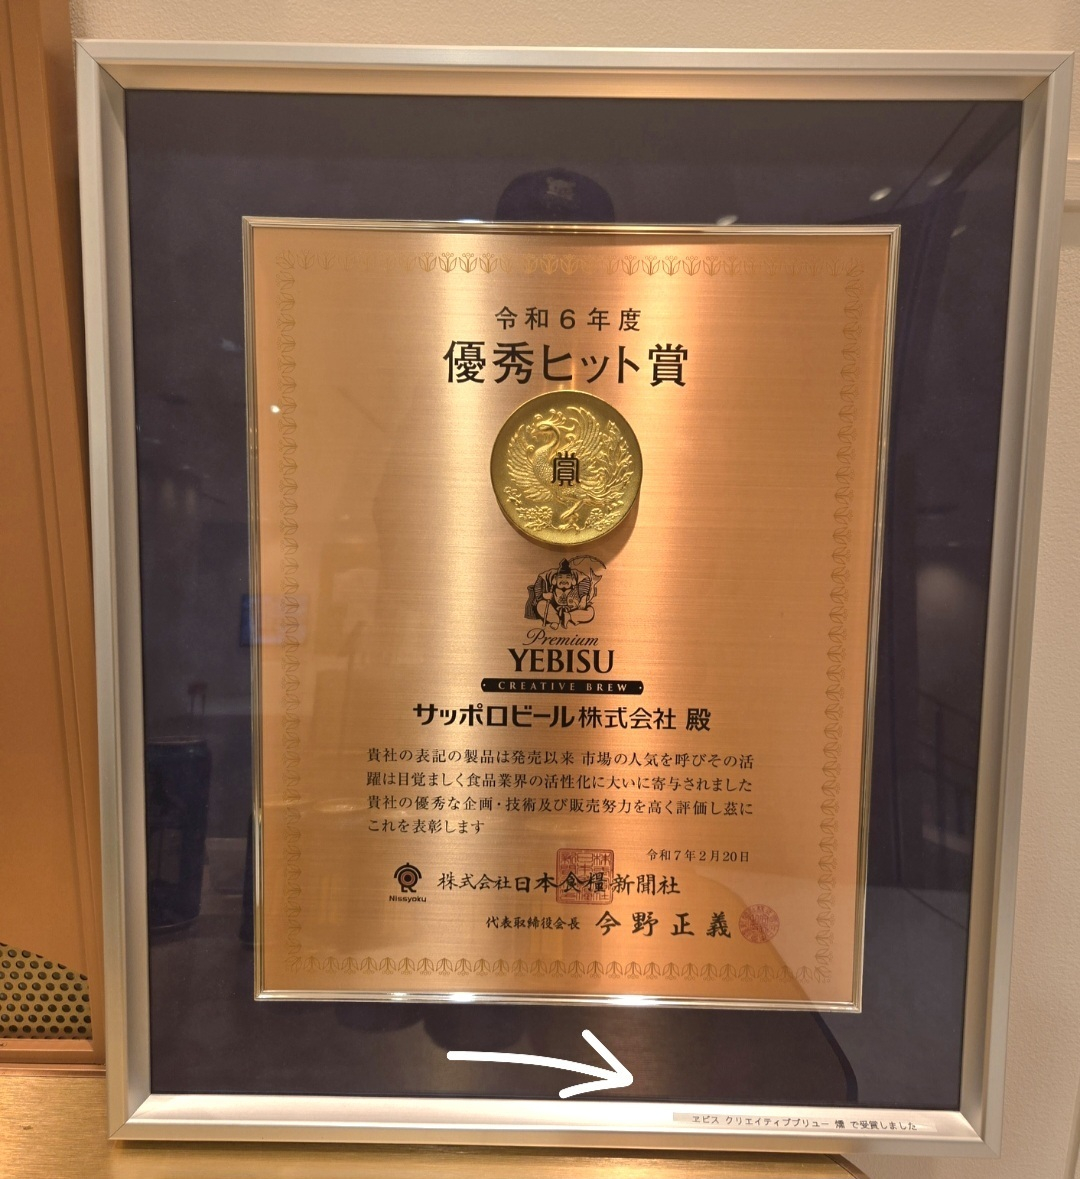 令和6年度
優秀ヒット賞
賞
Premium
YEBISU
CREATIVE BREW
サッポロビール株式会社 殿
貴社の表記の製品は発売以来 市場の人気を呼びその活
躍は目覚ましく食品業界の活性化に大いに寄与されました
貴社の優秀な企画・技術及び販売努力を高く評価し茲に
これを表彰します
令和7年2月20日
Nissyoku
株式会社日本食糧新聞社
代表取締役会長 今野正義
ヱビス クリエイティブブリュー 燻 で受賞しました